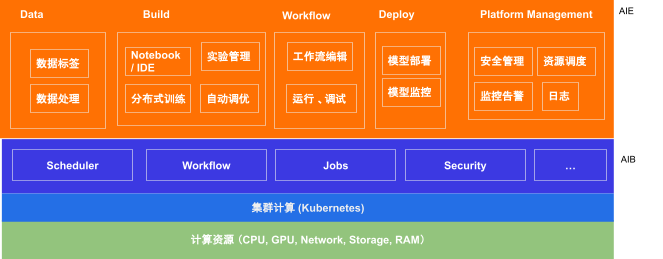 Data
Build
Workflow
Deploy
Platform Management
AIE
数据标签
数据处理
Notebook
/ IDE
实验管理
分布式训练
自动调优
工作流编辑
运行、调试
模型部署
模型监控
安全管理
资源调度
监控告警
日志
Scheduler
Workflow
Jobs
Security
...
AIB
集群计算 (Kubernetes)
计算资源（CPU, GPU, Network, Storage, RAM）